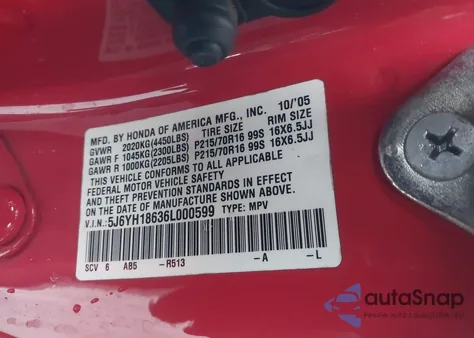 MFD. BY HONDA OF AMERICA MFG., INC. 10/'05
GVWR 2020KG(4450LBS) TIRE SIZE RIM SIZE
GAWR F 1045KG(2300LBS) P215/70R16 99S 16X6.5JJ
GAWR R 1000KG(2205LBS) P215/70R16 99S 16X6.5JJ
THIS VEHICLE CONFORMS TO ALL APPLICABLE
FEDERAL MOTOR VEHICLE SAFETY
STANDARDS IN EFFECT ON THE DATE OF
MANUFACTURE SHOWN ABOVE.
V.I.N.:5J6YH18636L000599 TYPE: MPV
SCV 6 AB5 -R513 -A -L
autoSnap